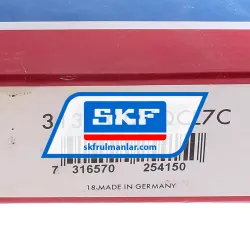 SKF
skfrulmanlar.com
7 316570 254150
18-MADE IN GERMANY